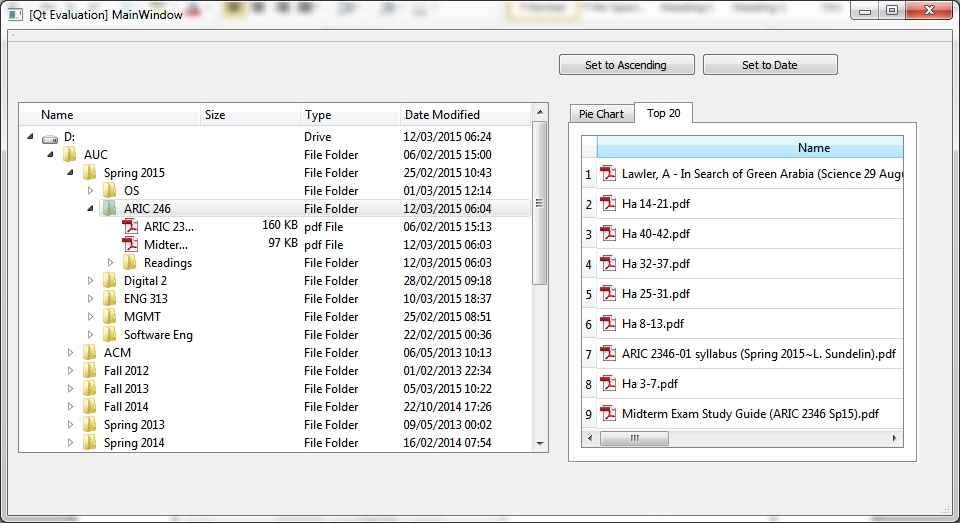 [Qt Evaluation] MainWindow
Set to Ascending Set to Date
Name Size Type Date Modified
D: Drive 12/03/2015 06:24
AUC File Folder 06/02/2015 15:00
Spring 2015 File Folder 25/02/2015 10:43
OS File Folder 01/03/2015 12:14
ARIC 246 File Folder 12/03/2015 06:04
ARIC 23... 160 KB pdf File 06/02/2015 15:13
Midter... 97 KB pdf File 12/03/2015 06:03
Readings File Folder 12/03/2015 06:03
Digital 2 File Folder 28/02/2015 09:18
ENG 313 File Folder 10/03/2015 18:37
MGMT File Folder 25/02/2015 08:51
Software Eng File Folder 22/02/2015 00:36
ACM File Folder 06/05/2013 10:13
Fall 2012 File Folder 01/02/2013 22:34
Fall 2013 File Folder 05/03/2015 10:22
Fall 2014 File Folder 22/10/2014 17:26
Spring 2013 File Folder 09/05/2013 00:02
Spring 2014 File Folder 16/02/2014 07:54
Pie Chart Top 20
Name
1 Lawler, A - In Search of Green Arabia (Science 29 Augu
2 Ha 14-21.pdf
3 Ha 40-42.pdf
4 Ha 32-37.pdf
5 Ha 25-31.pdf
6 Ha 8-13.pdf
7 ARIC 2346-01 syllabus (Spring 2015~L. Sundelin).pdf
8 Ha 3-7.pdf
9 Midterm Exam Study Guide (ARIC 2346 Sp15).pdf